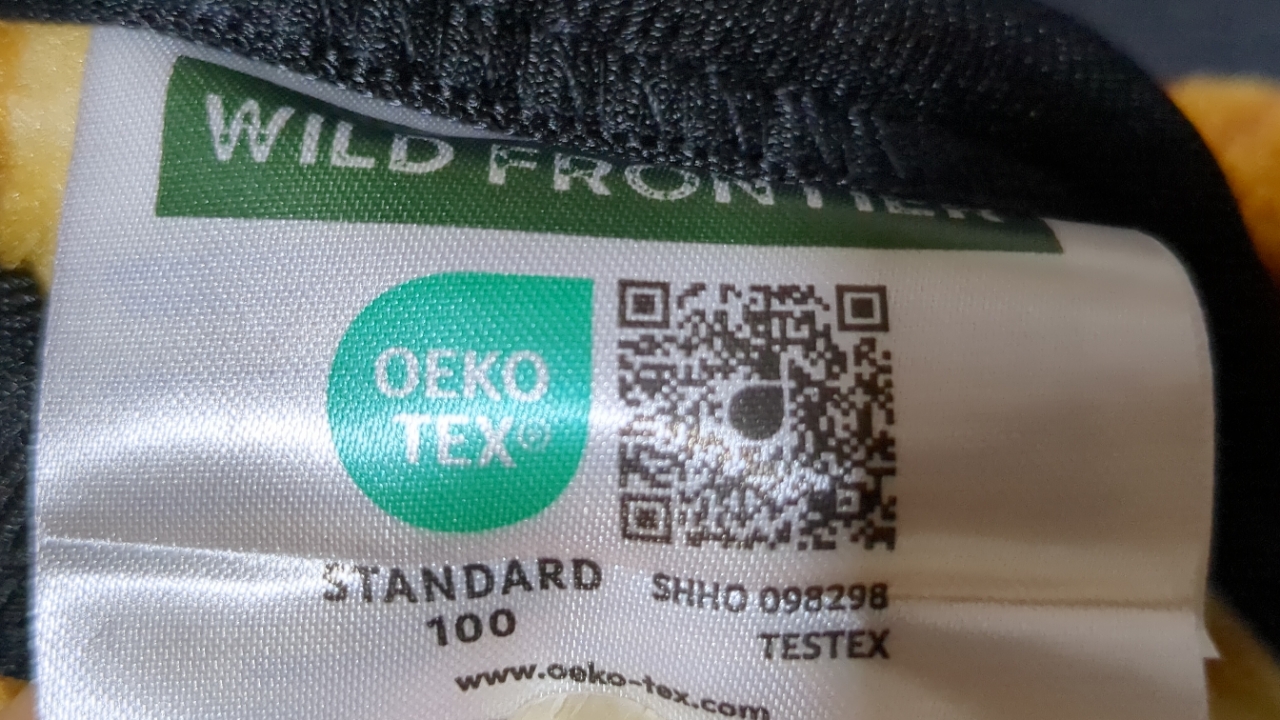 WILD FRONTIER
OEKO
TEX®
STANDARD
100
SHHO 098298
TESTEX
www.oeko-tex.com